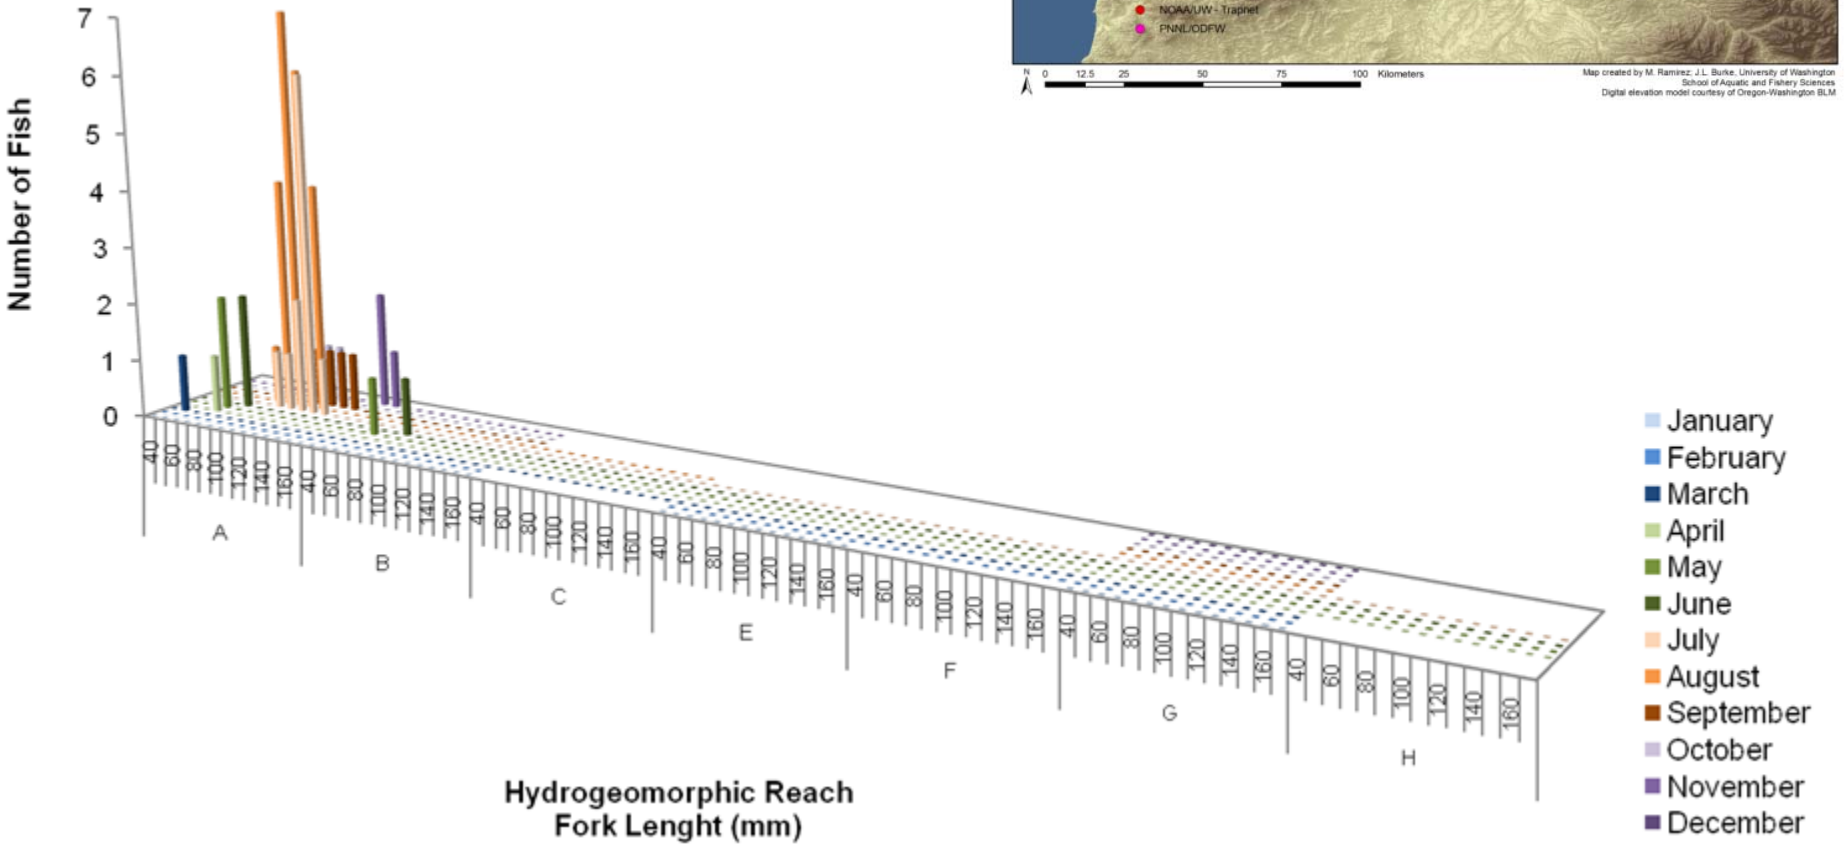 NOAA/UW - Trapnet
PNNL/ODFW
N
0 12.5 25 50 75 100 Kilometers
Map created by M. Ramirez; J.L. Burke, University of Washington
School of Aquatic and Fishery Sciences
Digital elevation model courtesy of Oregon-Washington BLM
Number of Fish
7
6
5
4
3
2
1
0
40 60 80 100 120 140 160 40 60 80 100 120 140 160 40 60 80 100 120 140 160 40 60 80 100 120 140 160 40 60 80 100 120 140 160 40 60 80 100 120 140 160 40 60 80 100 120 140 160
A B C E F G H
Hydrogeomorphic Reach
Fork Lenght (mm)
January
February
March
April
May
June
July
August
September
October
November
December